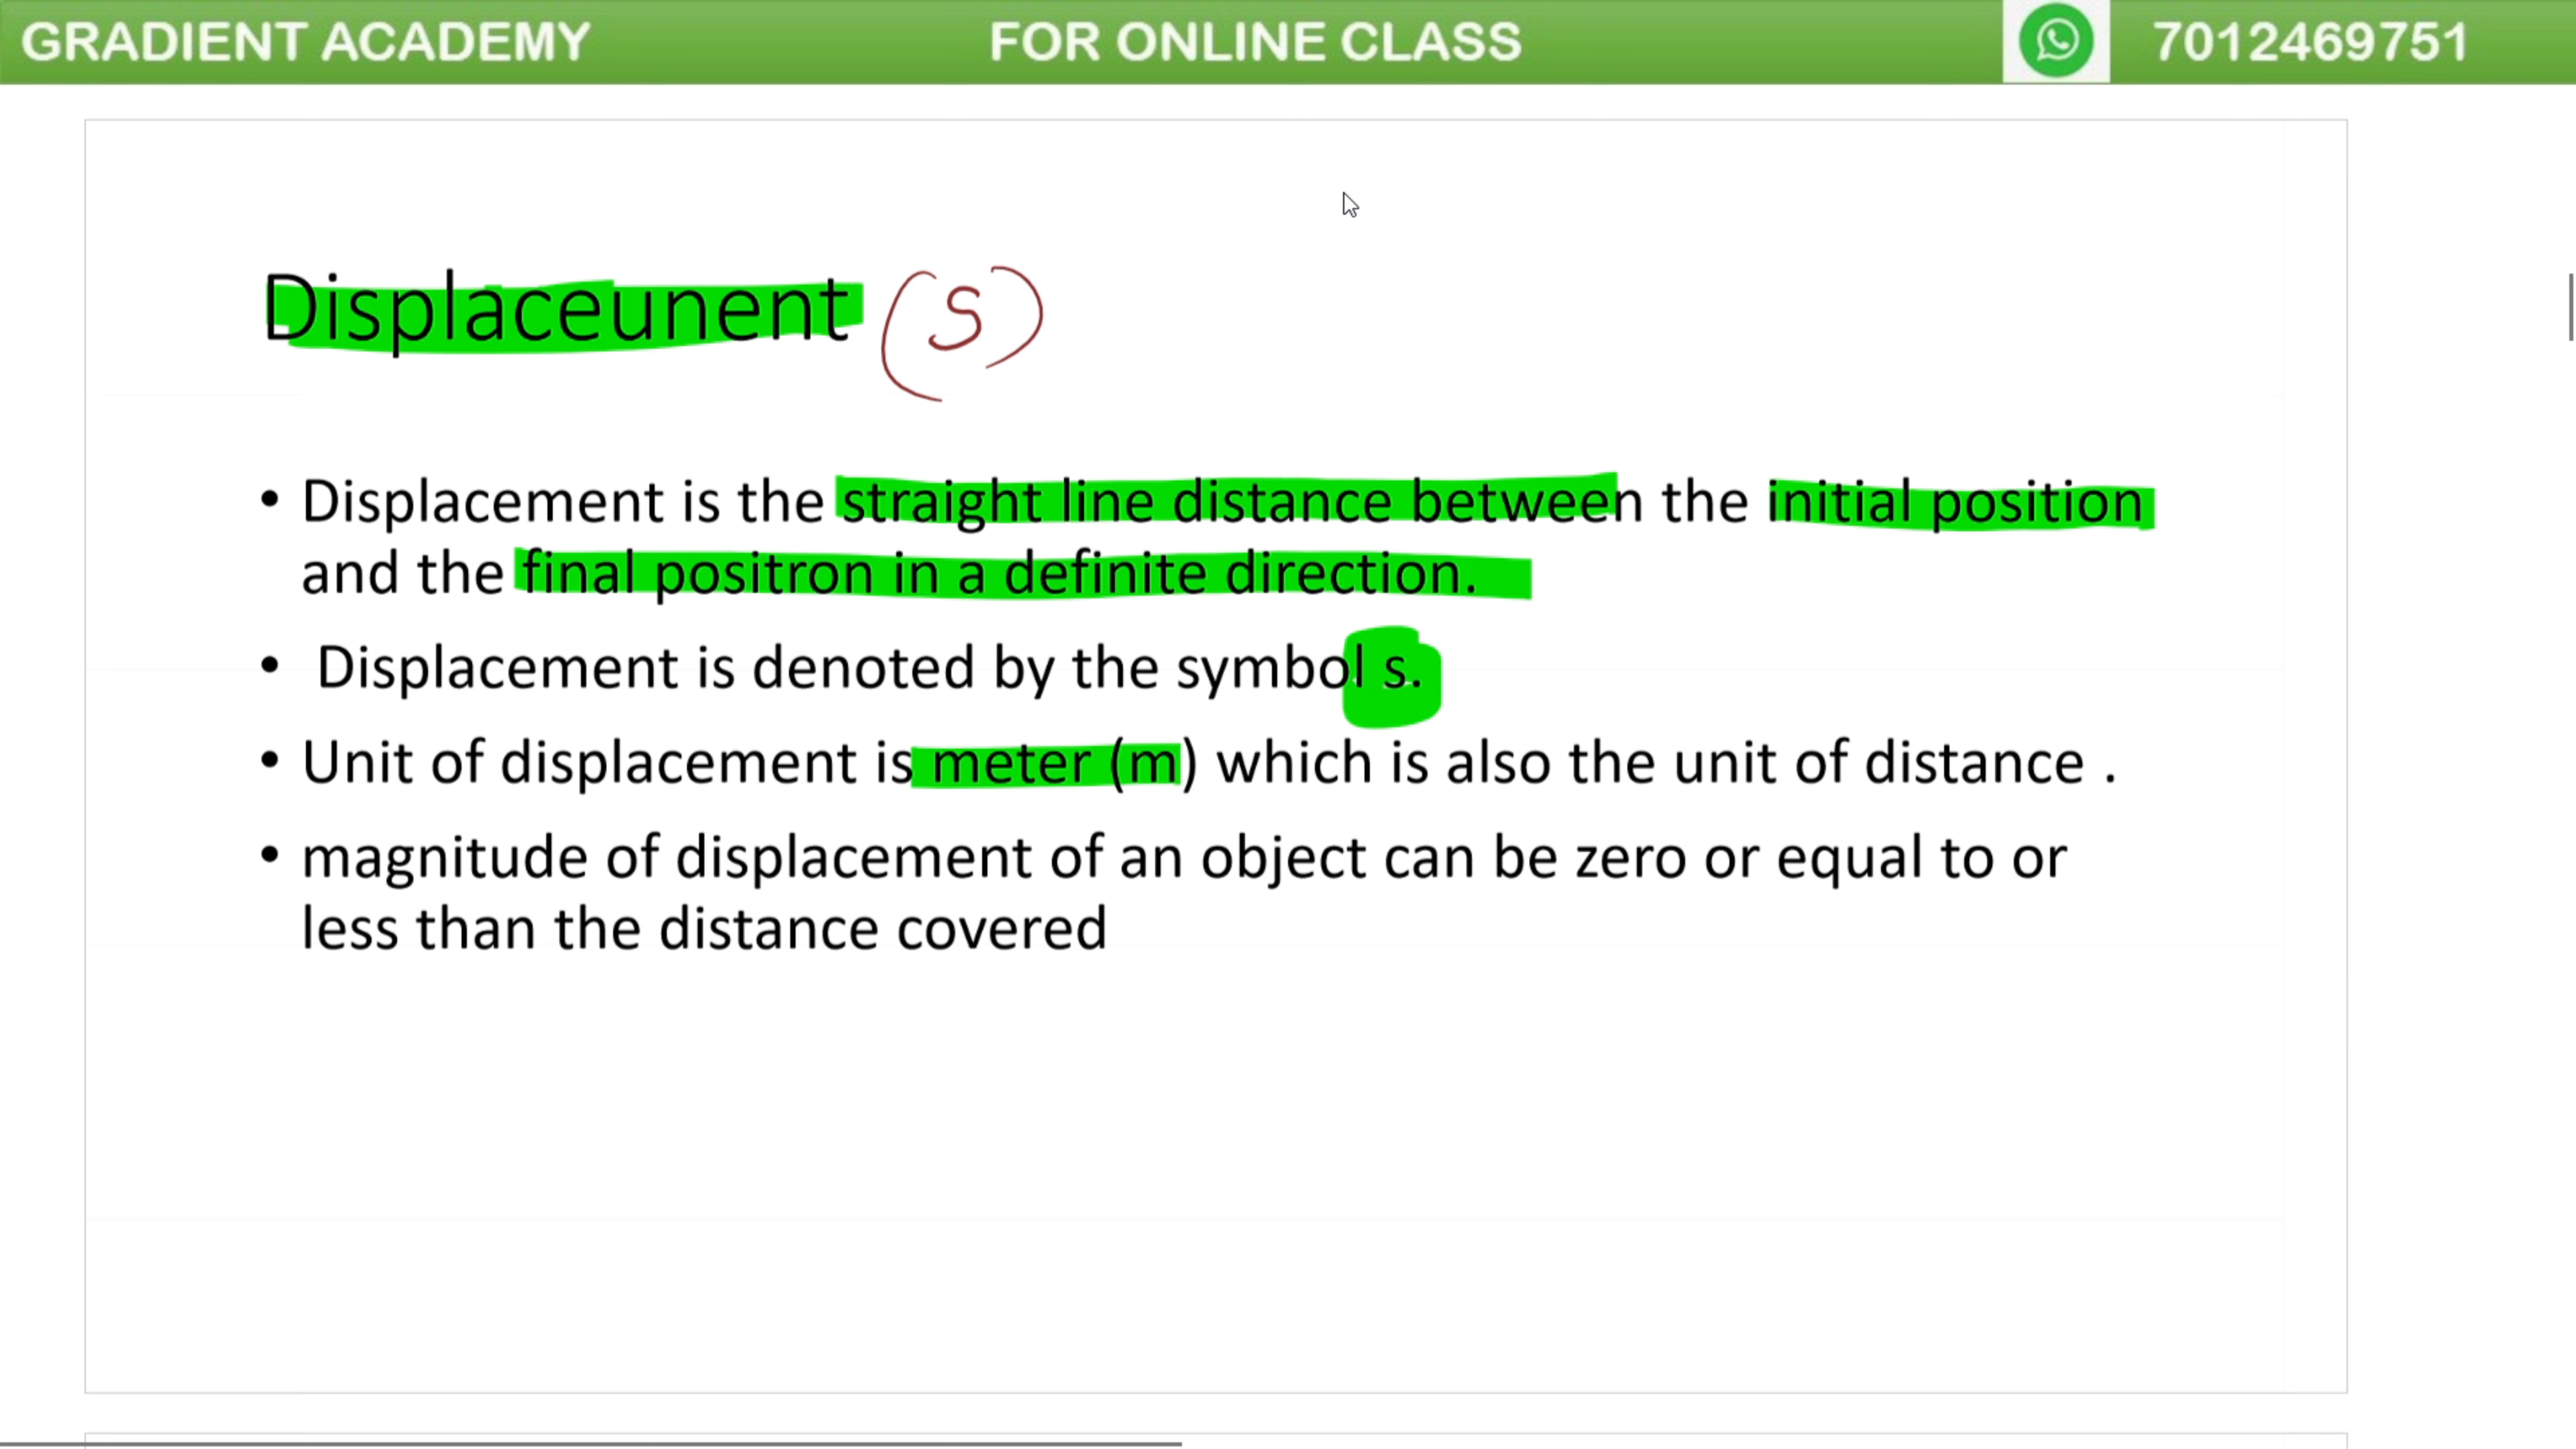 GRADIENT ACADEMY FOR ONLINE CLASS 7012469751
Displaceunent (s)
• Displacement is the straight line distance between the initial position
and the final positron in a definite direction.
• Displacement is denoted by the symbol s.
• Unit of displacement is meter (m) which is also the unit of distance .
• magnitude of displacement of an object can be zero or equal to or
less than the distance covered